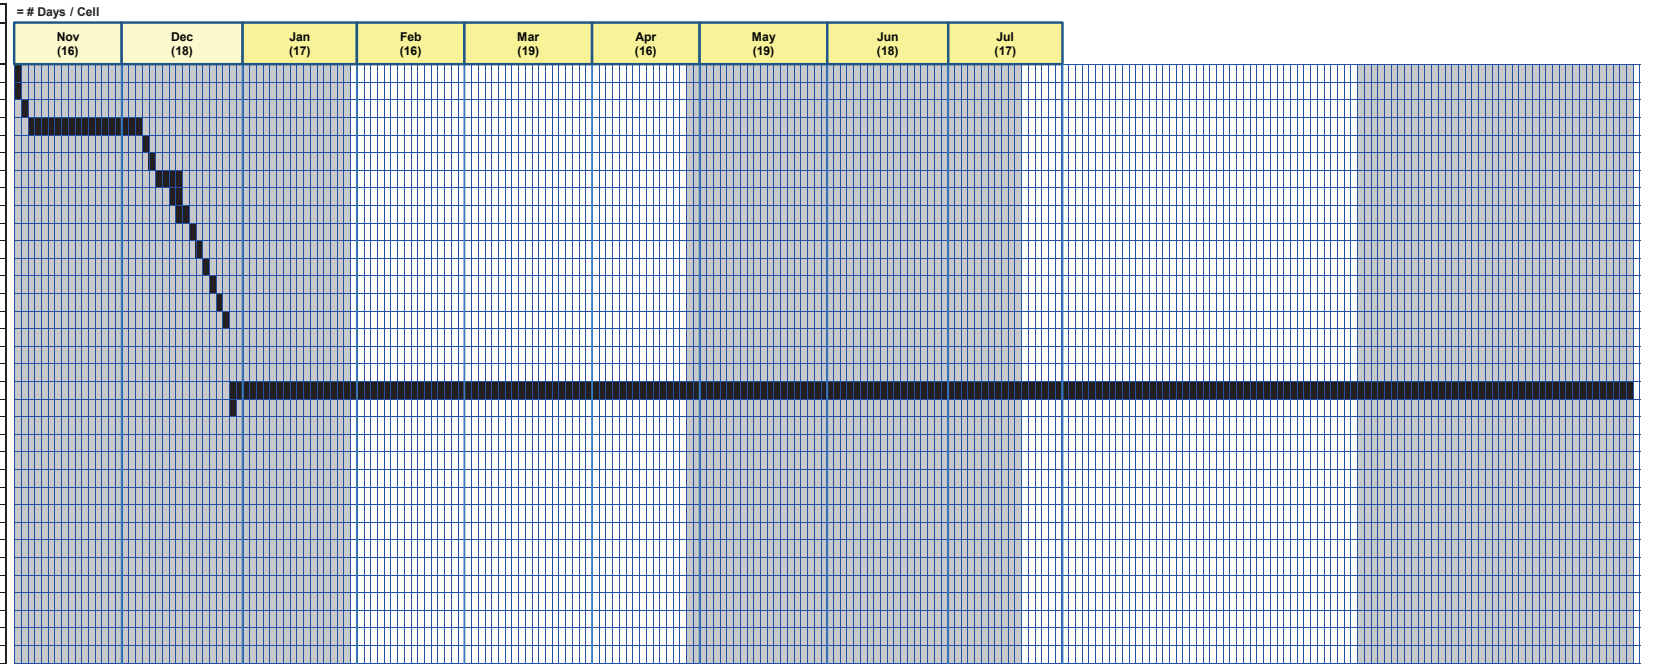 = # Days / Cell
Nov Dec Jan Feb Mar Apr May Jun Jul
(16) (18) (17) (16) (19) (16) (19) (18) (17)